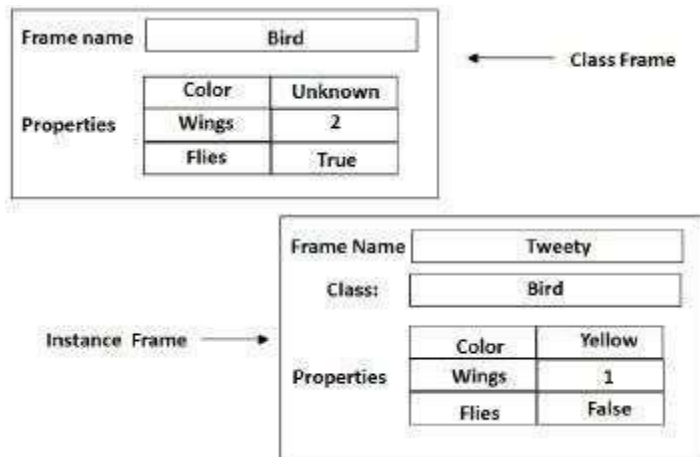 Frame name Bird
Class Frame
Color Unknown
Properties Wings 2
Flies True
Frame Name Tweety
Class: Bird
Instance Frame
Color Yellow
Properties Wings 1
Flies False